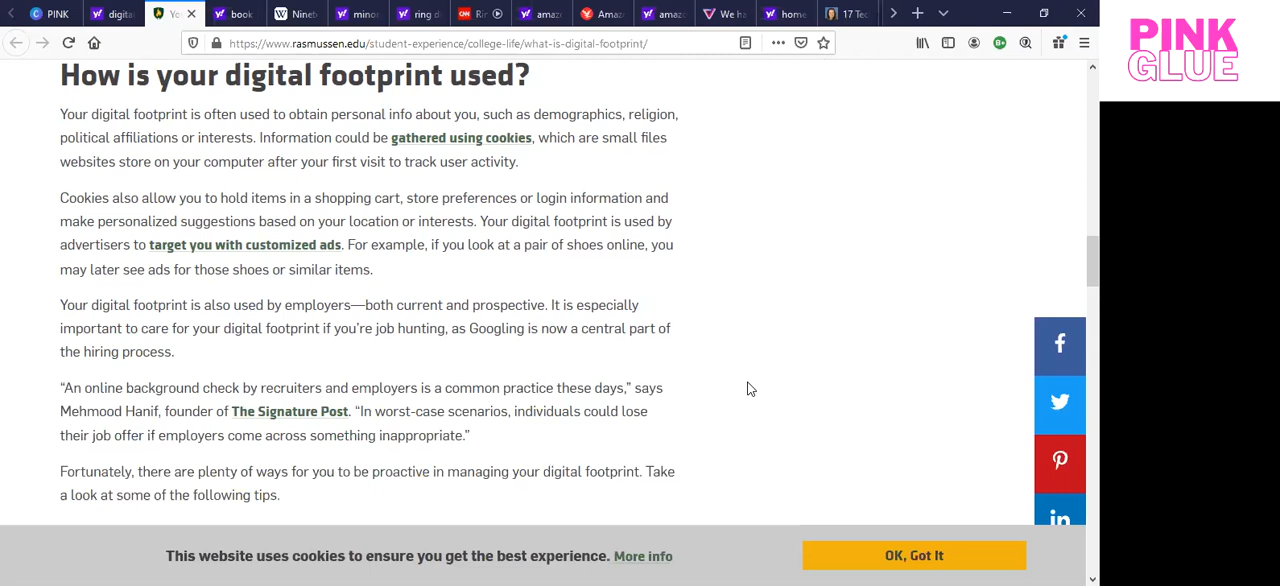 PINK
digita
Yo
book
Ninet
mino
ring d
CNN
Rin
amaz
Amaz
amazo
We ha
home
17 Tec
https://www.rasmussen.edu/student-experience/college-life/what-is-digital-footprint/
PINK
GLUE
How is your digital footprint used?
Your digital footprint is often used to obtain personal info about you, such as demographics, religion,
political affiliations or interests. Information could be gathered using cookies, which are small files
websites store on your computer after your first visit to track user activity.
Cookies also allow you to hold items in a shopping cart, store preferences or login information and
make personalized suggestions based on your location or interests. Your digital footprint is used by
advertisers to target you with customized ads. For example, if you look at a pair of shoes online, you
may later see ads for those shoes or similar items.
Your digital footprint is also used by employers—both current and prospective. It is especially
important to care for your digital footprint if you’re job hunting, as Googling is now a central part of
the hiring process.
“An online background check by recruiters and employers is a common practice these days,” says
Mehmood Hanif, founder of The Signature Post. “In worst-case scenarios, individuals could lose
their job offer if employers come across something inappropriate.”
Fortunately, there are plenty of ways for you to be proactive in managing your digital footprint. Take
a look at some of the following tips.
This website uses cookies to ensure you get the best experience. More info
OK, Got It